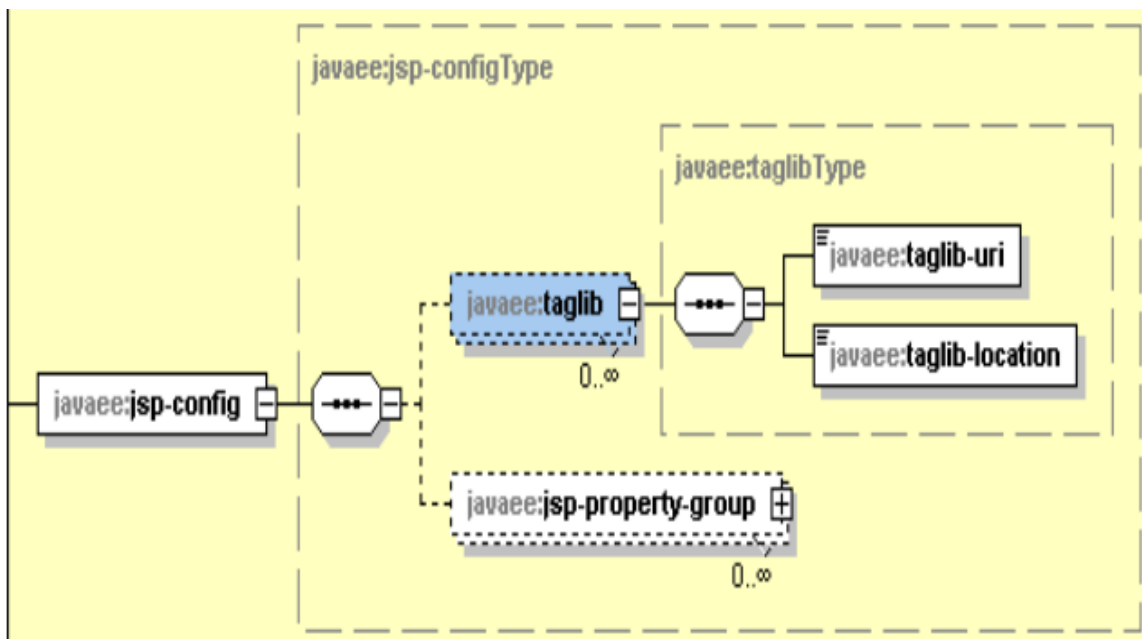 javaee:jsp-configType
javaee:taglibType
javaee:taglib-uri
javaee:taglib
0..∞
javaee:taglib-location
javaee:jsp-config
javaee:jsp-property-group
0..∞